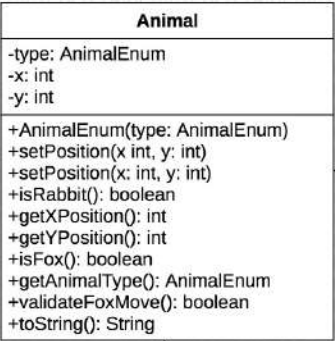 Animal
-type: AnimalEnum
-x: int
-y: int
+AnimalEnum(type: AnimalEnum)
+setPosition(x int, y: int)
+setPosition(x: int, y: int)
+isRabbit(): boolean
+getXPosition(): int
+getYPosition(): int
+isFox(): boolean
+getAnimalType(): AnimalEnum
+validateFoxMove(): boolean
+toString(): String